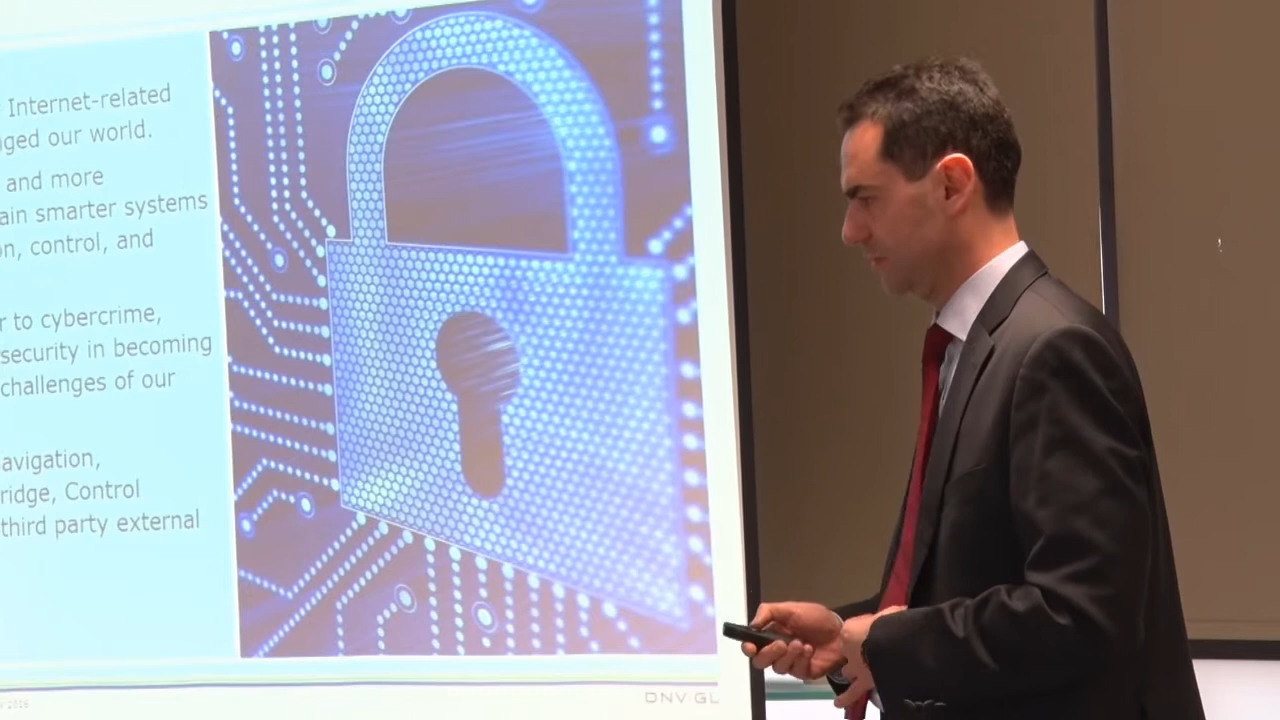 Internet-related
ged our world.
and more
ain smarter systems
on, control, and
r to cybercrime,
security in becoming
challenges of our
avigation,
ridge, Control
third party external
DNV·GL